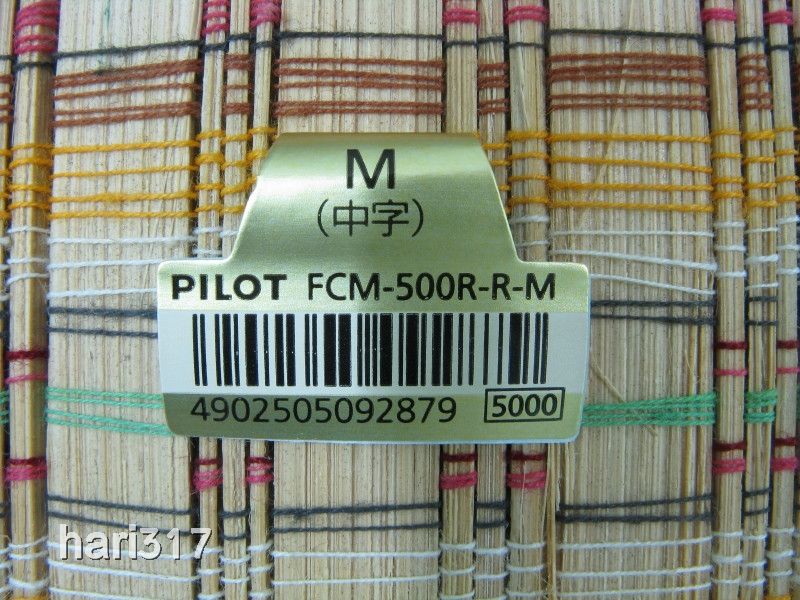 M
(中字)
PILOT FCM-500R-R-M
4902505092879 5000
hari317